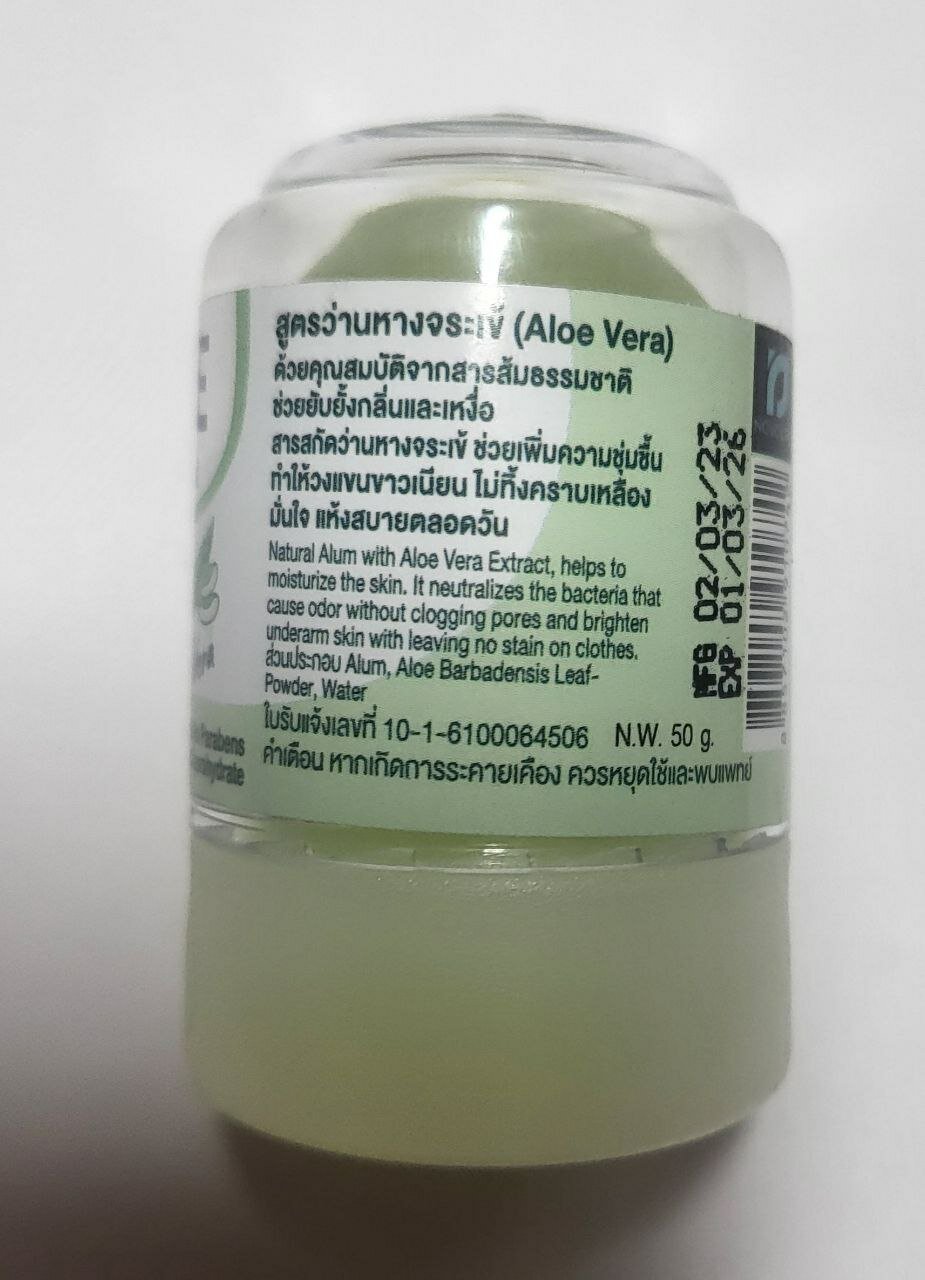 สูตรว่านหางจระเข้ (Aloe Vera)
ด้วยคุณสมบัติจากสารส้มธรรมชาติ
ช่วยยับยั้งกลิ่นและเหงื่อ
สารสกัดว่านหางจระเข้ ช่วยเพิ่มความชุ่มชื้น
ทำให้วงแขนขาวเนียน ไม่ทิ้งคราบเหลือง
มั่นใจ แห้งสบายตลอดวัน
Natural Alum with Aloe Vera Extract, helps to
moisturize the skin. It neutralizes the bacteria that
cause odor without clogging pores and brighten
underarm skin with leaving no stain on clothes.
ส่วนประกอบ Alum, Aloe Barbadensis Leaf-
Powder, Water
ใบรับแจ้งเลขที่ 10-1-6100064506 N.W. 50 g.
คำเตือน หากเกิดการระคายเคือง ควรหยุดใช้และพบแพทย์
MFG 02/03/23
EXP 01/03/26
Parabens